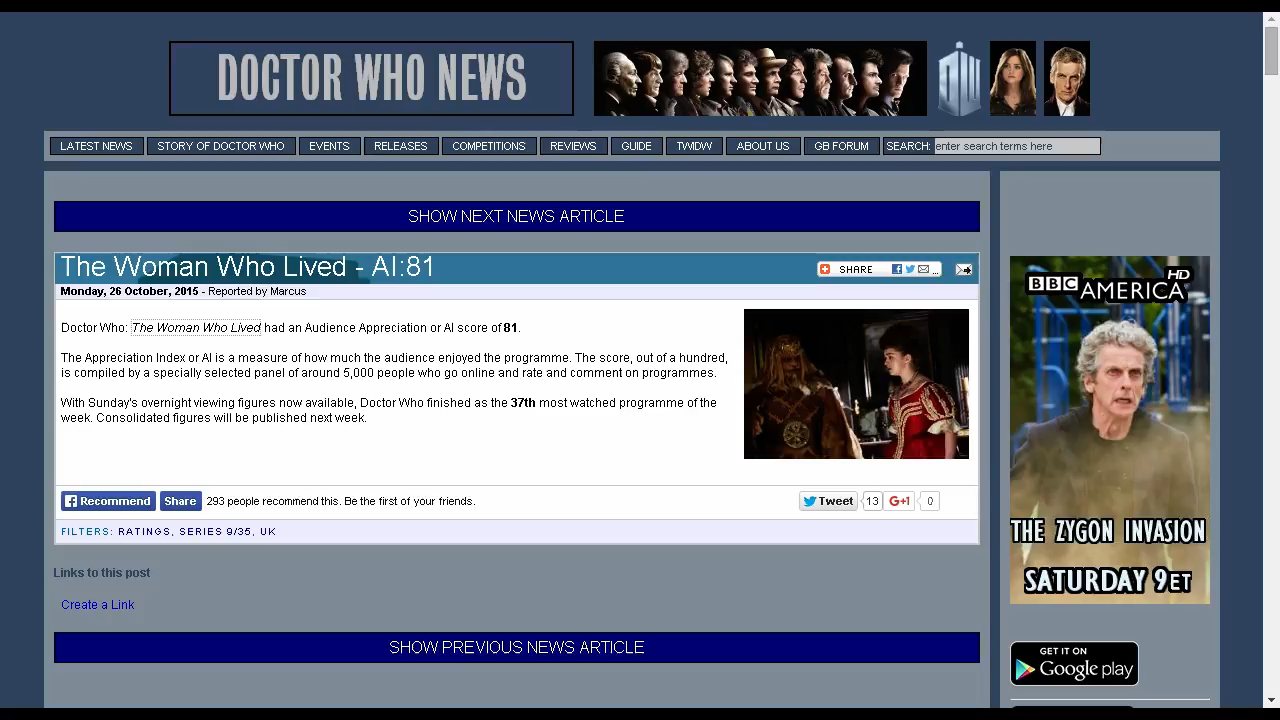 DOCTOR WHO NEWS
LATEST NEWS
STORY OF DOCTOR WHO
EVENTS
RELEASES
COMPETITIONS
REVIEWS
GUIDE
TWIDW
ABOUT US
GB FORUM
SEARCH: enter search terms here
SHOW NEXT NEWS ARTICLE
The Woman Who Lived - AI:81
SHARE
Monday, 26 October, 2015 - Reported by Marcus
Doctor Who: The Woman Who Lived had an Audience Appreciation or AI score of 81.
The Appreciation Index or AI is a measure of how much the audience enjoyed the programme. The score, out of a hundred,
is compiled by a specially selected panel of around 5,000 people who go online and rate and comment on programmes.
With Sunday's overnight viewing figures now available, Doctor Who finished as the 37th most watched programme of the
week. Consolidated figures will be published next week.
Recommend
Share
293 people recommend this. Be the first of your friends.
Tweet
13
G+1
0
FILTERS: RATINGS, SERIES 9/35, UK
Links to this post
Create a Link
SHOW PREVIOUS NEWS ARTICLE
BBC AMERICA HD
THE ZYGON INVASION
SATURDAY 9ET
GET IT ON
Google play